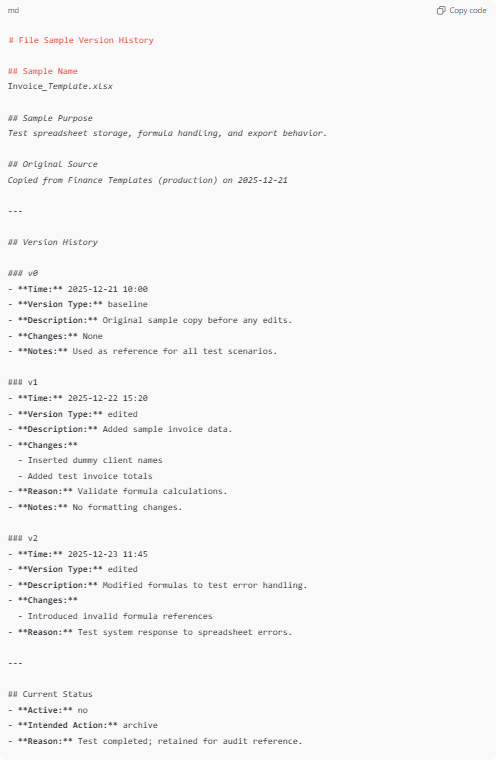 md
Copy code
# File Sample Version History
## Sample Name
Invoice_Template.xlsx
## Sample Purpose
Test spreadsheet storage, formula handling, and export behavior.
## Original Source
Copied from Finance Templates (production) on 2025-12-21
---
## Version History
### v0
- **Time:** 2025-12-21 10:00
- **Version Type:** baseline
- **Description:** Original sample copy before any edits.
- **Changes:** None
- **Notes:** Used as reference for all test scenarios.
### v1
- **Time:** 2025-12-22 15:20
- **Version Type:** edited
- **Description:** Added sample invoice data.
- **Changes:**
  - Inserted dummy client names
  - Added test invoice totals
- **Reason:** Validate formula calculations.
- **Notes:** No formatting changes.
### v2
- **Time:** 2025-12-23 11:45
- **Version Type:** edited
- **Description:** Modified formulas to test error handling.
- **Changes:**
  - Introduced invalid formula references
- **Reason:** Test system response to spreadsheet errors.
---
## Current Status
- **Active:** no
- **Intended Action:** archive
- **Reason:** Test completed; retained for audit reference.